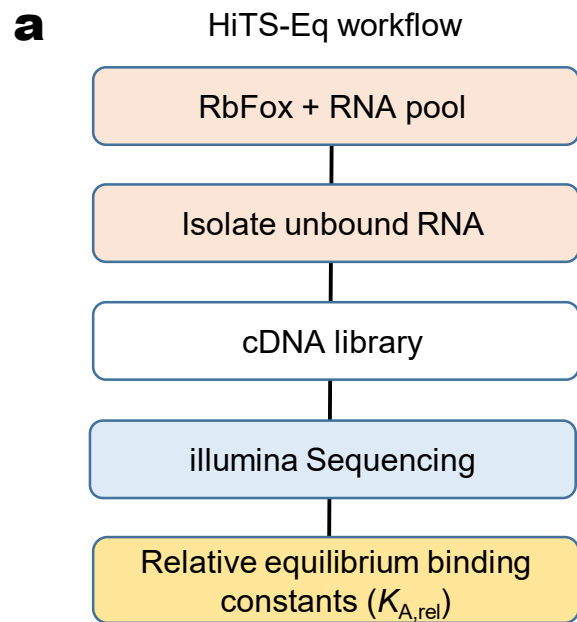 a
HiTS-Eq workflow
RbFox + RNA pool
Isolate unbound RNA
cDNA library
illumina Sequencing
Relative equilibrium binding
constants (KA,rel)